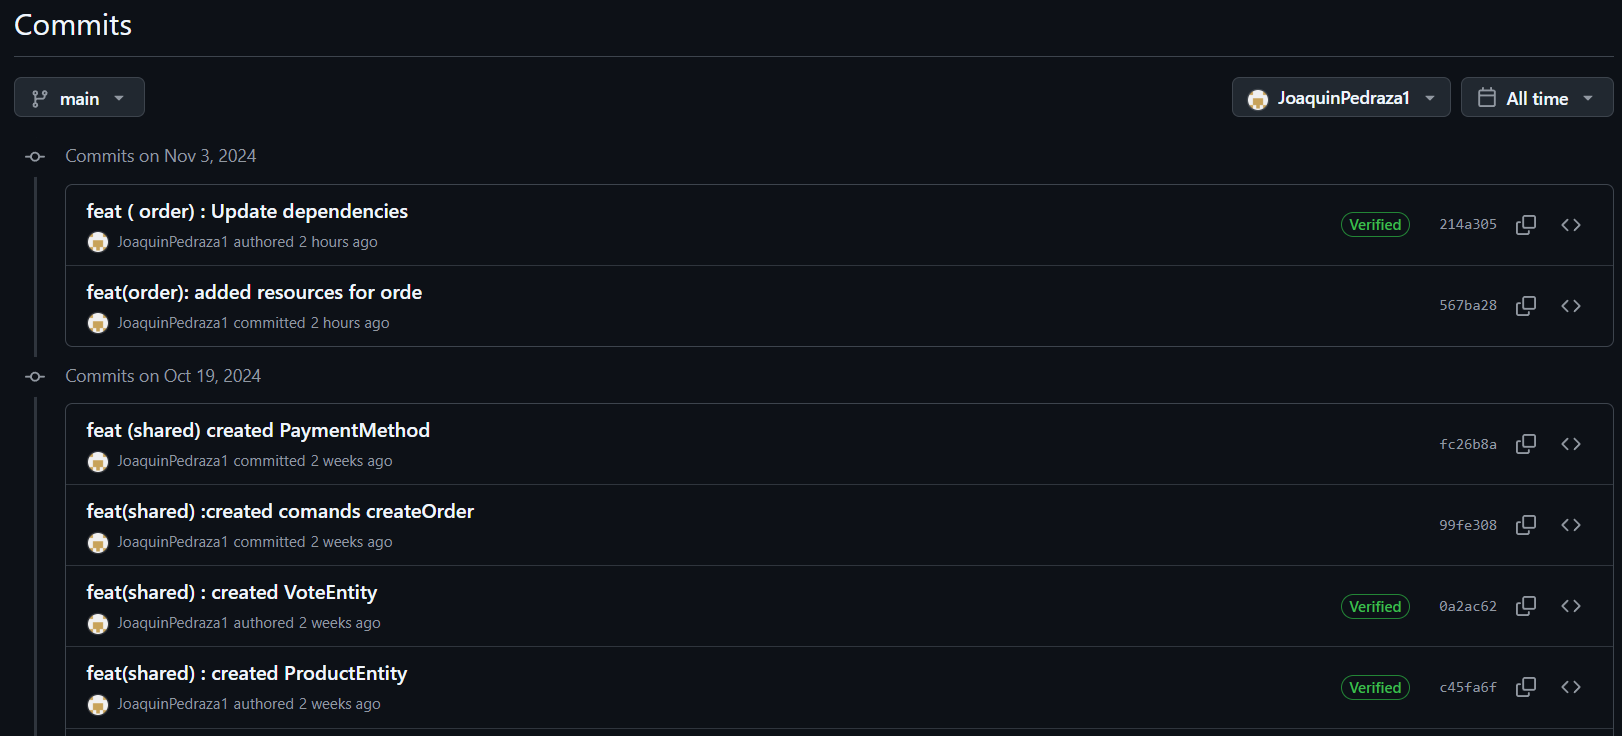 Commits
main
JoaquinPedraza1
All time
Commits on Nov 3, 2024
feat ( order) : Update dependencies
JoaquinPedraza1 authored 2 hours ago
Verified
214a305
feat(order): added resources for orde
JoaquinPedraza1 committed 2 hours ago
567ba28
Commits on Oct 19, 2024
feat (shared) created PaymentMethod
JoaquinPedraza1 committed 2 weeks ago
fc26b8a
feat(shared) :created comands createOrder
JoaquinPedraza1 committed 2 weeks ago
99fe308
feat(shared) : created VoteEntity
JoaquinPedraza1 authored 2 weeks ago
Verified
0a2ac62
feat(shared) : created ProductEntity
JoaquinPedraza1 authored 2 weeks ago
Verified
c45fa6f